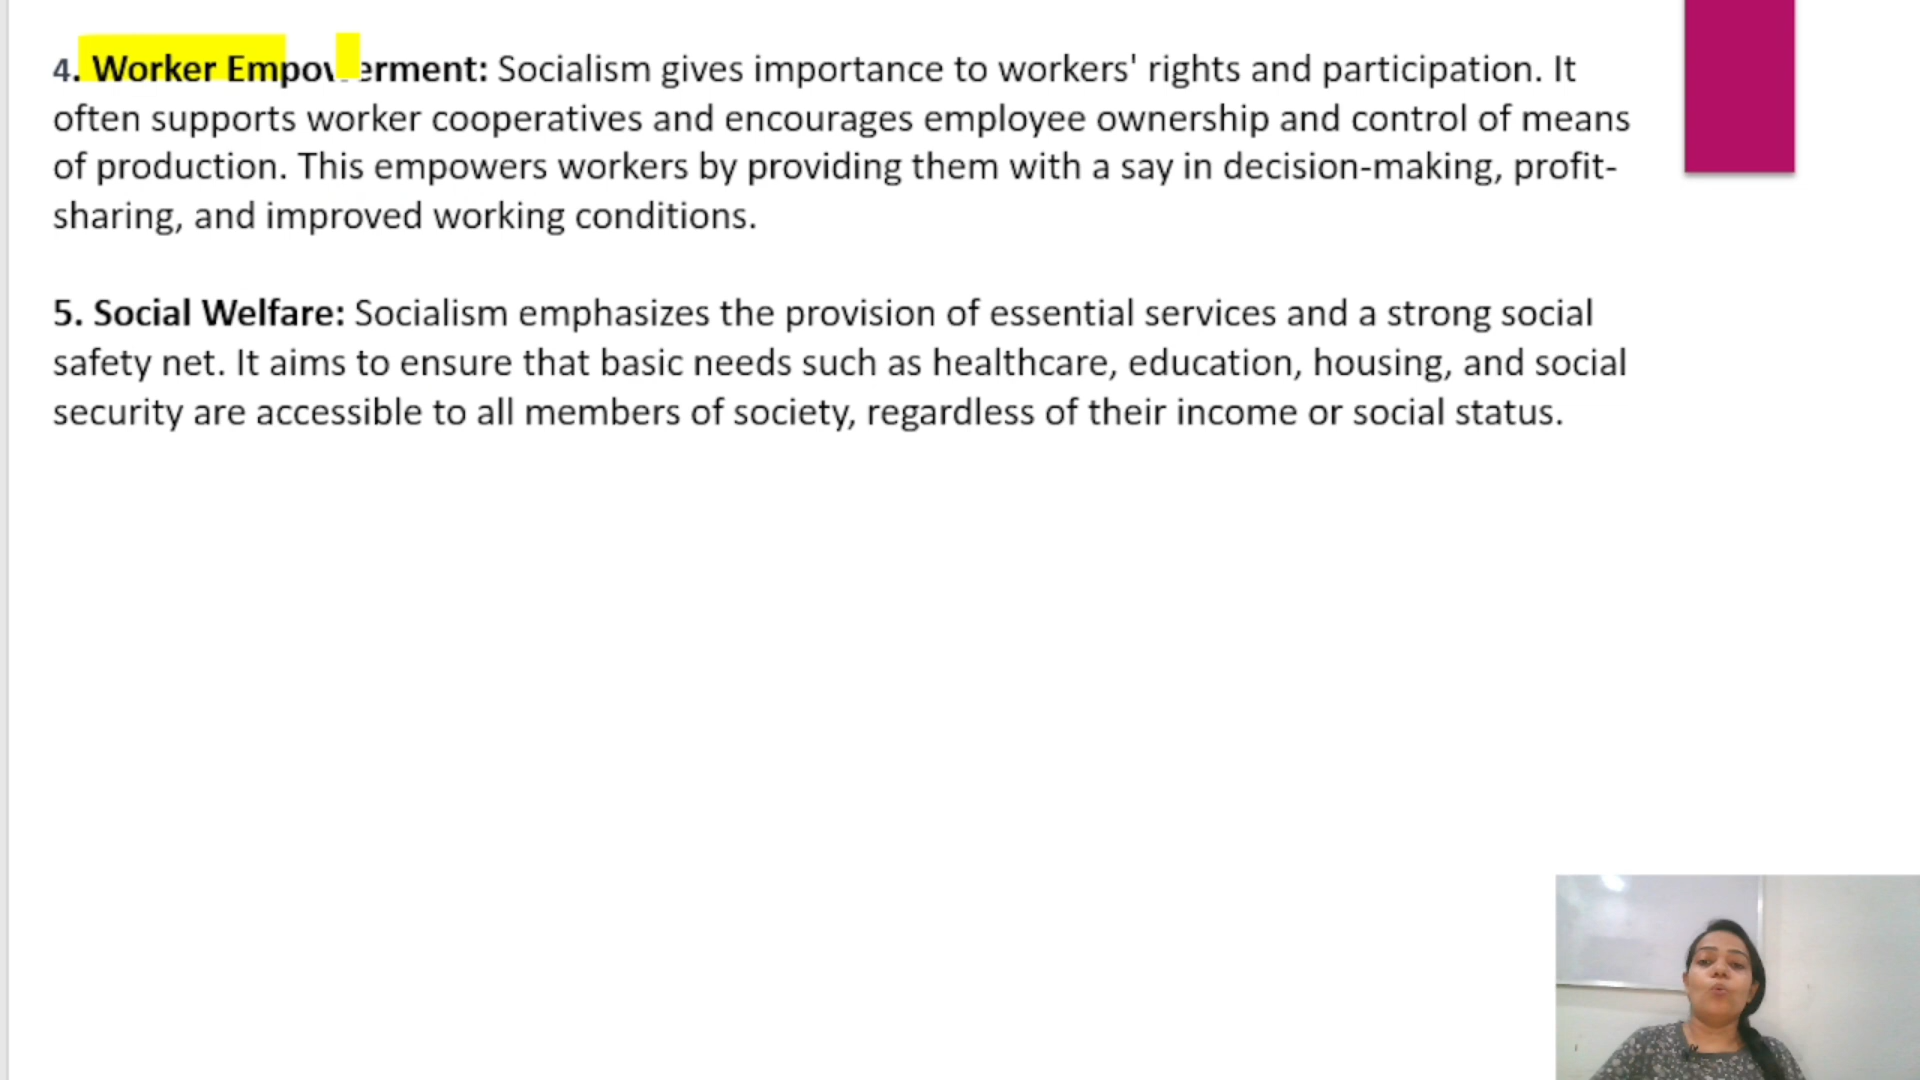 4. Worker Empowerment: Socialism gives importance to workers' rights and participation. It
often supports worker cooperatives and encourages employee ownership and control of means
of production. This empowers workers by providing them with a say in decision-making, profit-
sharing, and improved working conditions.
5. Social Welfare: Socialism emphasizes the provision of essential services and a strong social
safety net. It aims to ensure that basic needs such as healthcare, education, housing, and social
security are accessible to all members of society, regardless of their income or social status.